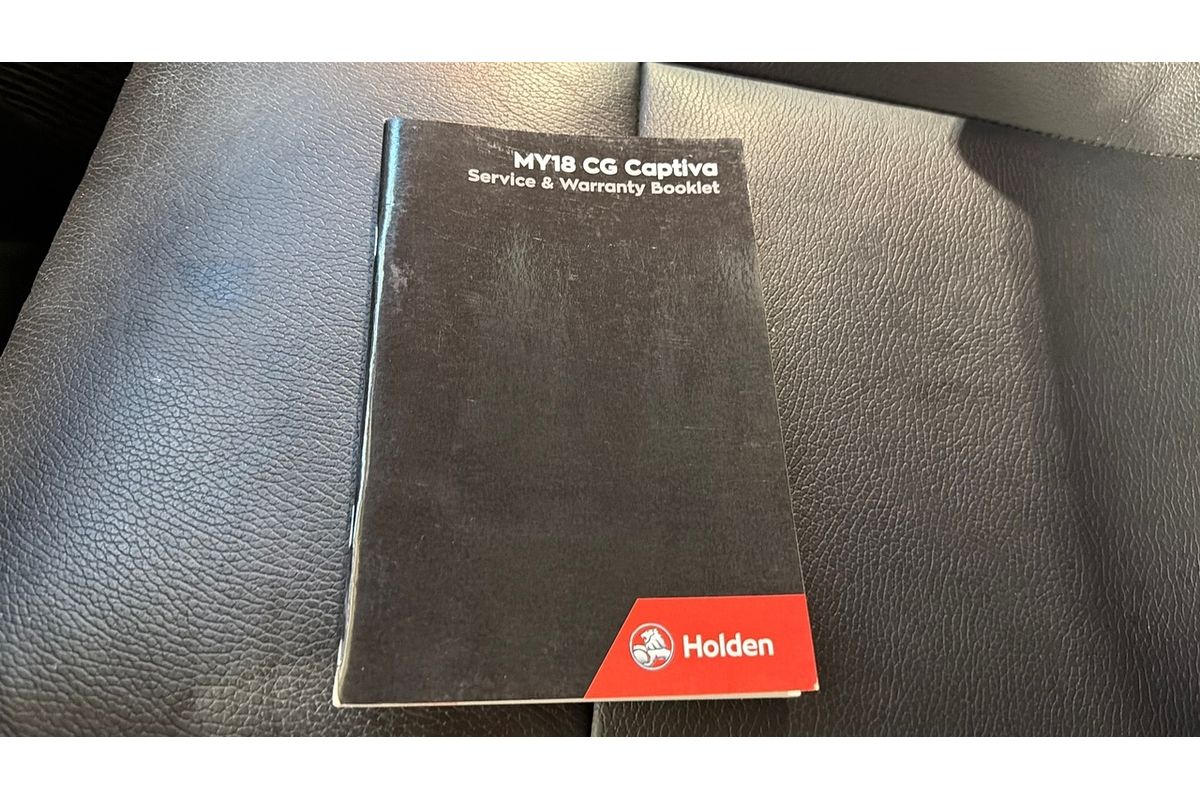 MY18 CG Captiva
Service & Warranty Booklet
Holden